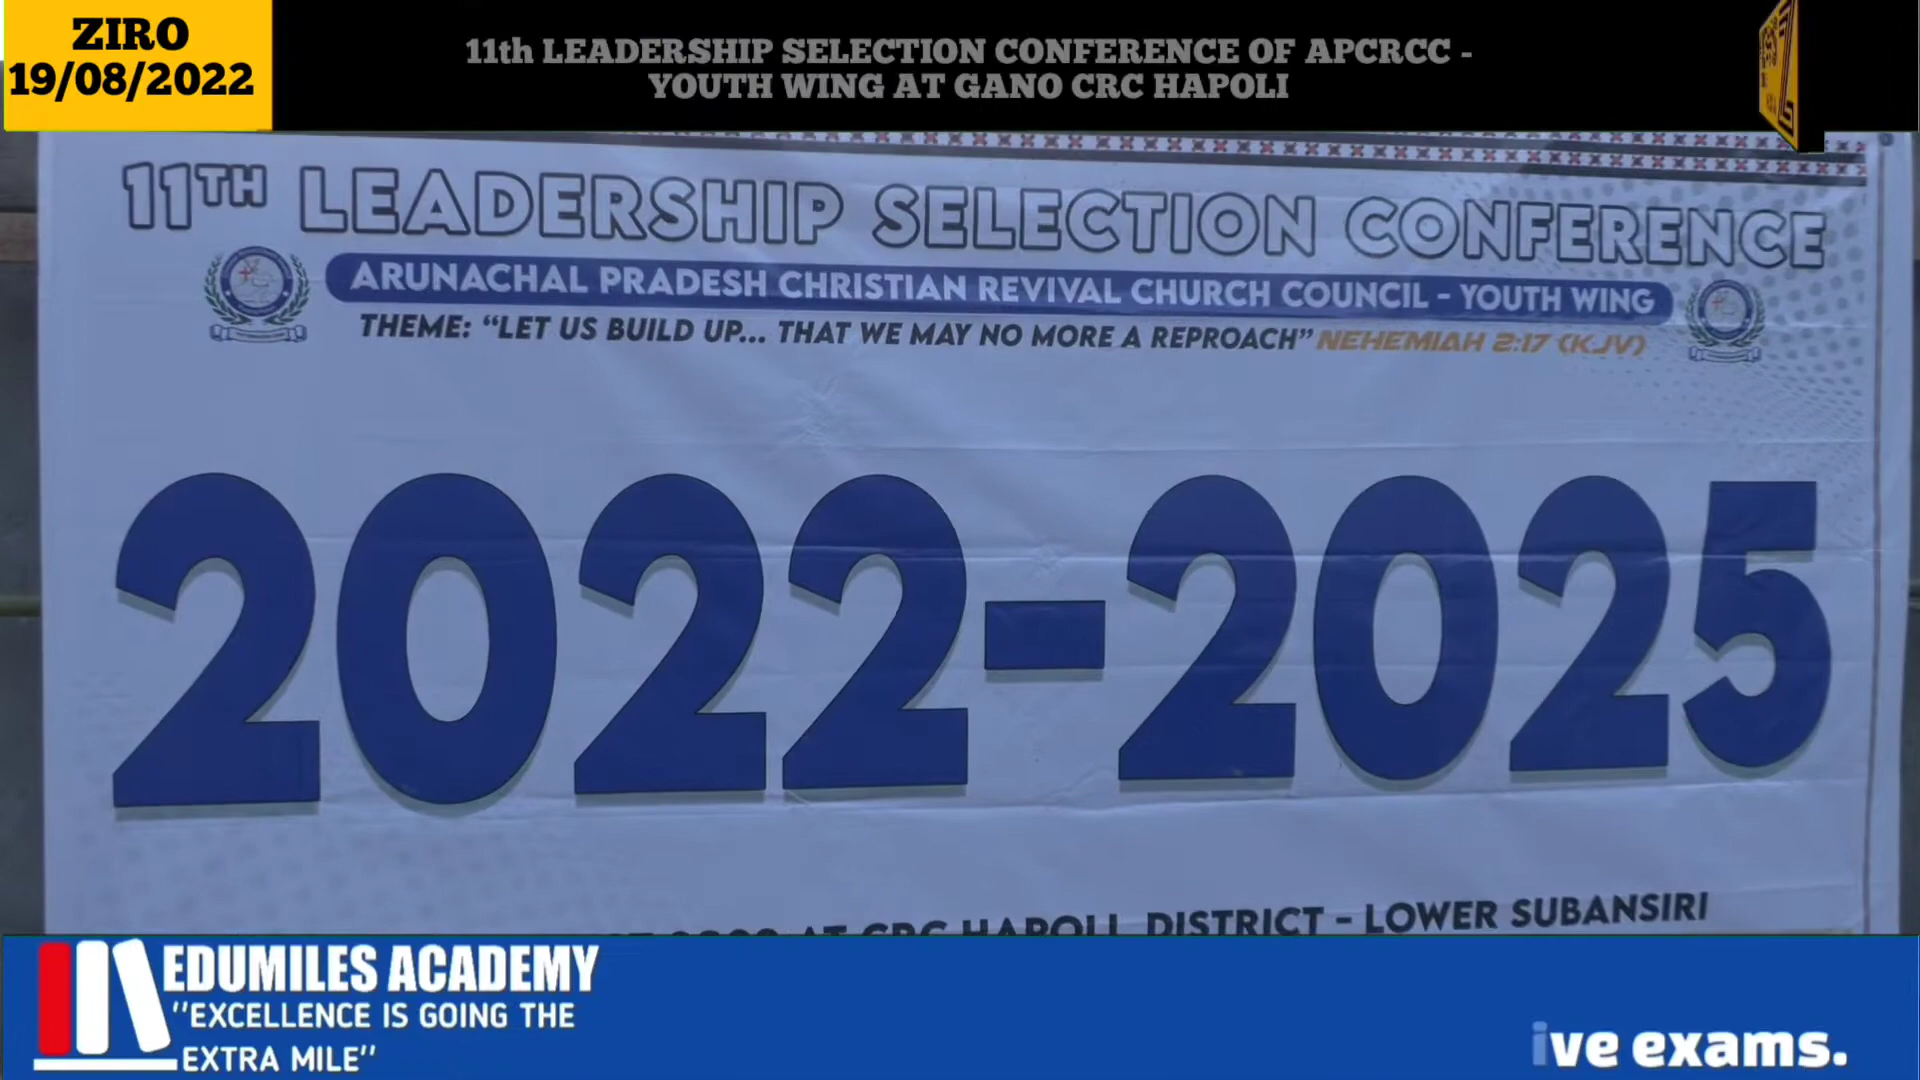 ZIRO
19/08/2022
11th LEADERSHIP SELECTION CONFERENCE OF APCRCC -
YOUTH WING AT GANO CRC HAPOLI
11TH LEADERSHIP SELECTION CONFERENCE
ARUNACHAL PRADESH CHRISTIAN REVIVAL CHURCH COUNCIL - YOUTH WING
THEME: "LET US BUILD UP... THAT WE MAY NO MORE A REPROACH" NEHEMIAH 2:17 (KJV)
2022-2025
AT CRC HAPOLI, DISTRICT - LOWER SUBANSIRI
EDUMILES ACADEMY
"EXCELLENCE IS GOING THE
EXTRA MILE"
ive exams.